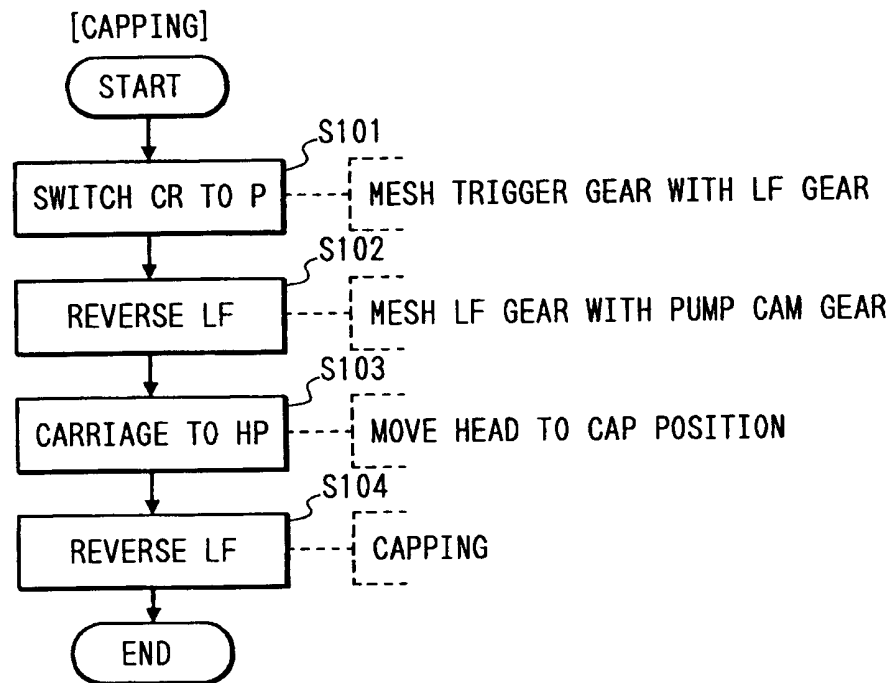 [CAPPING]
START
S101
SWITCH CR TO P
MESH TRIGGER GEAR WITH LF GEAR
S102
REVERSE LF
MESH LF GEAR WITH PUMP CAM GEAR
S103
CARRIAGE TO HP
MOVE HEAD TO CAP POSITION
S104
REVERSE LF
CAPPING
END